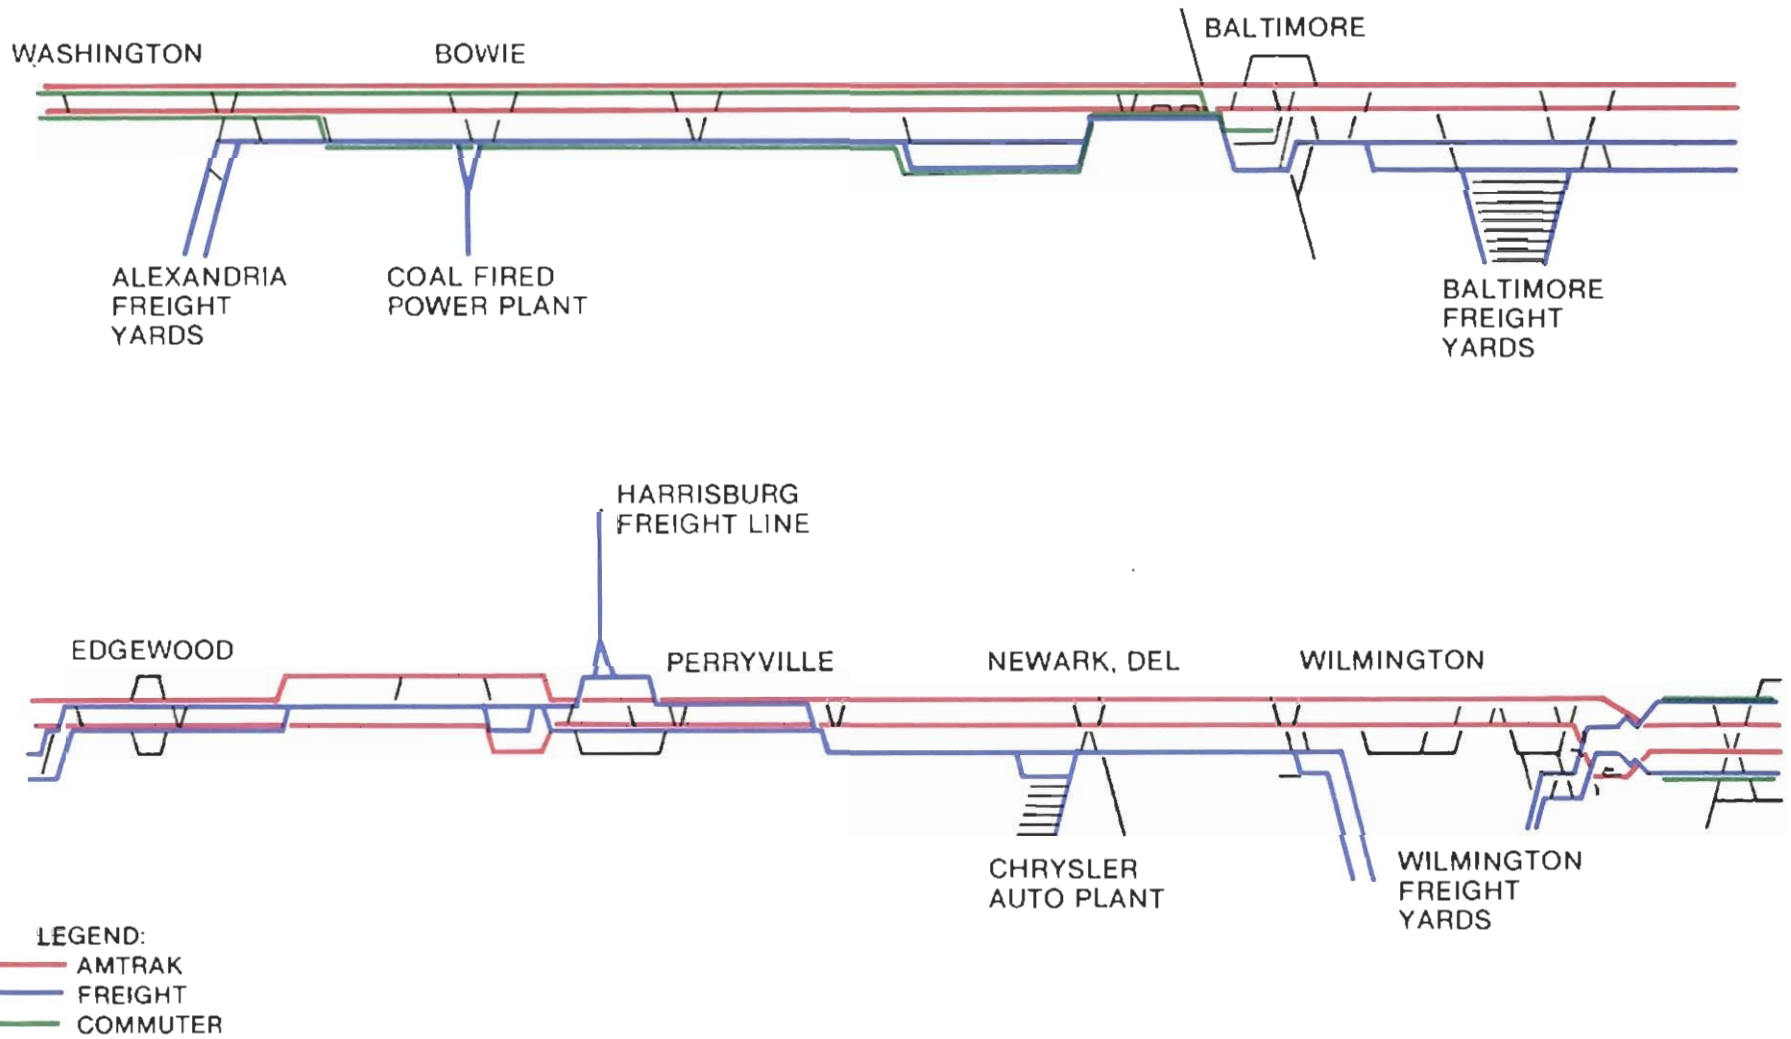 WASHINGTON
BOWIE
BALTIMORE
ALEXANDRIA
FREIGHT
YARDS
COAL FIRED
POWER PLANT
BALTIMORE
FREIGHT
YARDS
HARRISBURG
FREIGHT LINE
EDGEWOOD
PERRYVILLE
NEWARK, DEL
WILMINGTON
CHRYSLER
AUTO PLANT
WILMINGTON
FREIGHT
YARDS
LEGEND:
AMTRAK
FREIGHT
COMMUTER